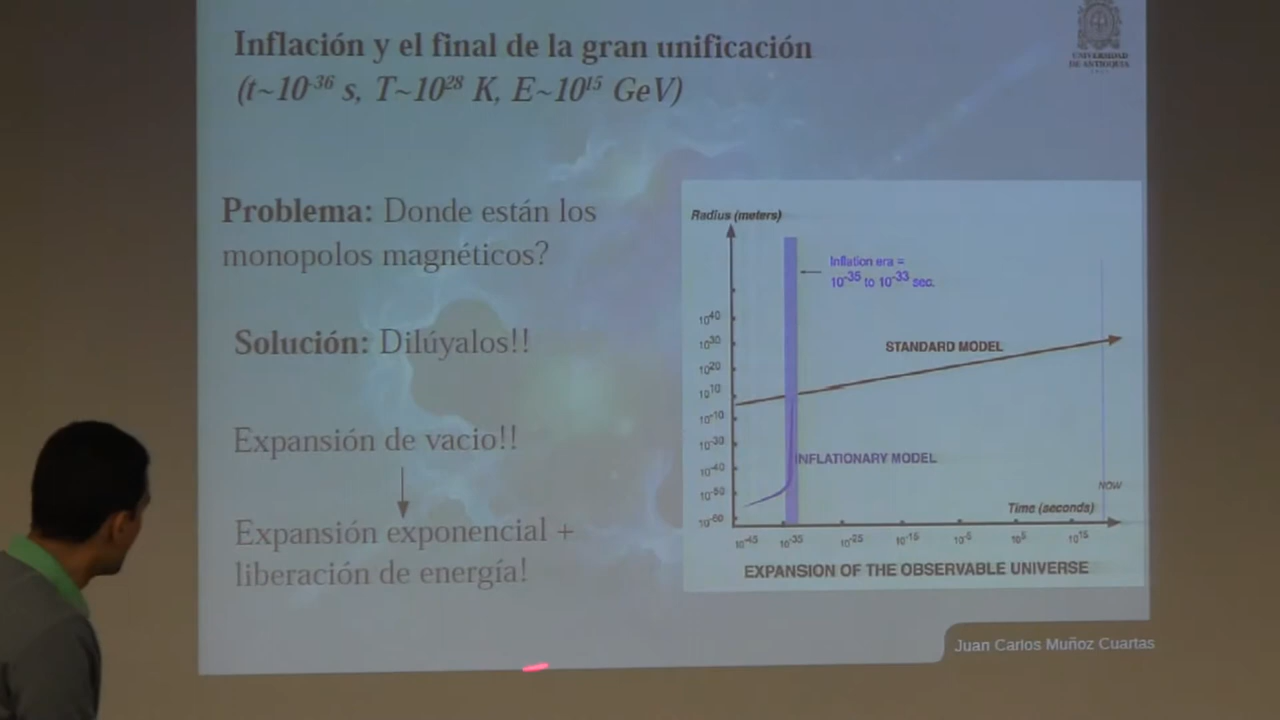 Inflación y el final de la gran unificación
(t~10-36 s, T~1028 K, E~1015 GeV)
UNIVERSIDAD
DE ANTIOQUIA
Problema: Donde están los
monopolos magnéticos?
Solución: Dilúyalos!!
Expansión de vacio!!
Expansión exponencial +
liberación de energía!
Radius (meters)
Inflation era =
10-35 to 10-33 sec.
1040
1030
1020
1010
10-10
10-30
10-40
10-50
10-60
STANDARD MODEL
INFLATIONARY MODEL
NOW
Time (seconds)
10-45 10-35 10-25 10-15 10-5 105 1015
EXPANSION OF THE OBSERVABLE UNIVERSE
Juan Carlos Muñoz Cuartas